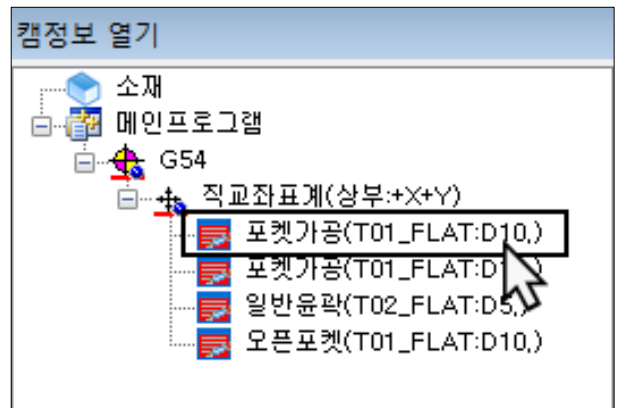 캠정보 열기
소재
메인프로그램
G54
직교좌표계(상부:+X+Y)
포켓가공(T01_FLAT:D10,)
포켓가공(T01_FLAT:
일반윤곽(T02_FLAT:D5,)
오픈포켓(T01_FLAT:D10,)